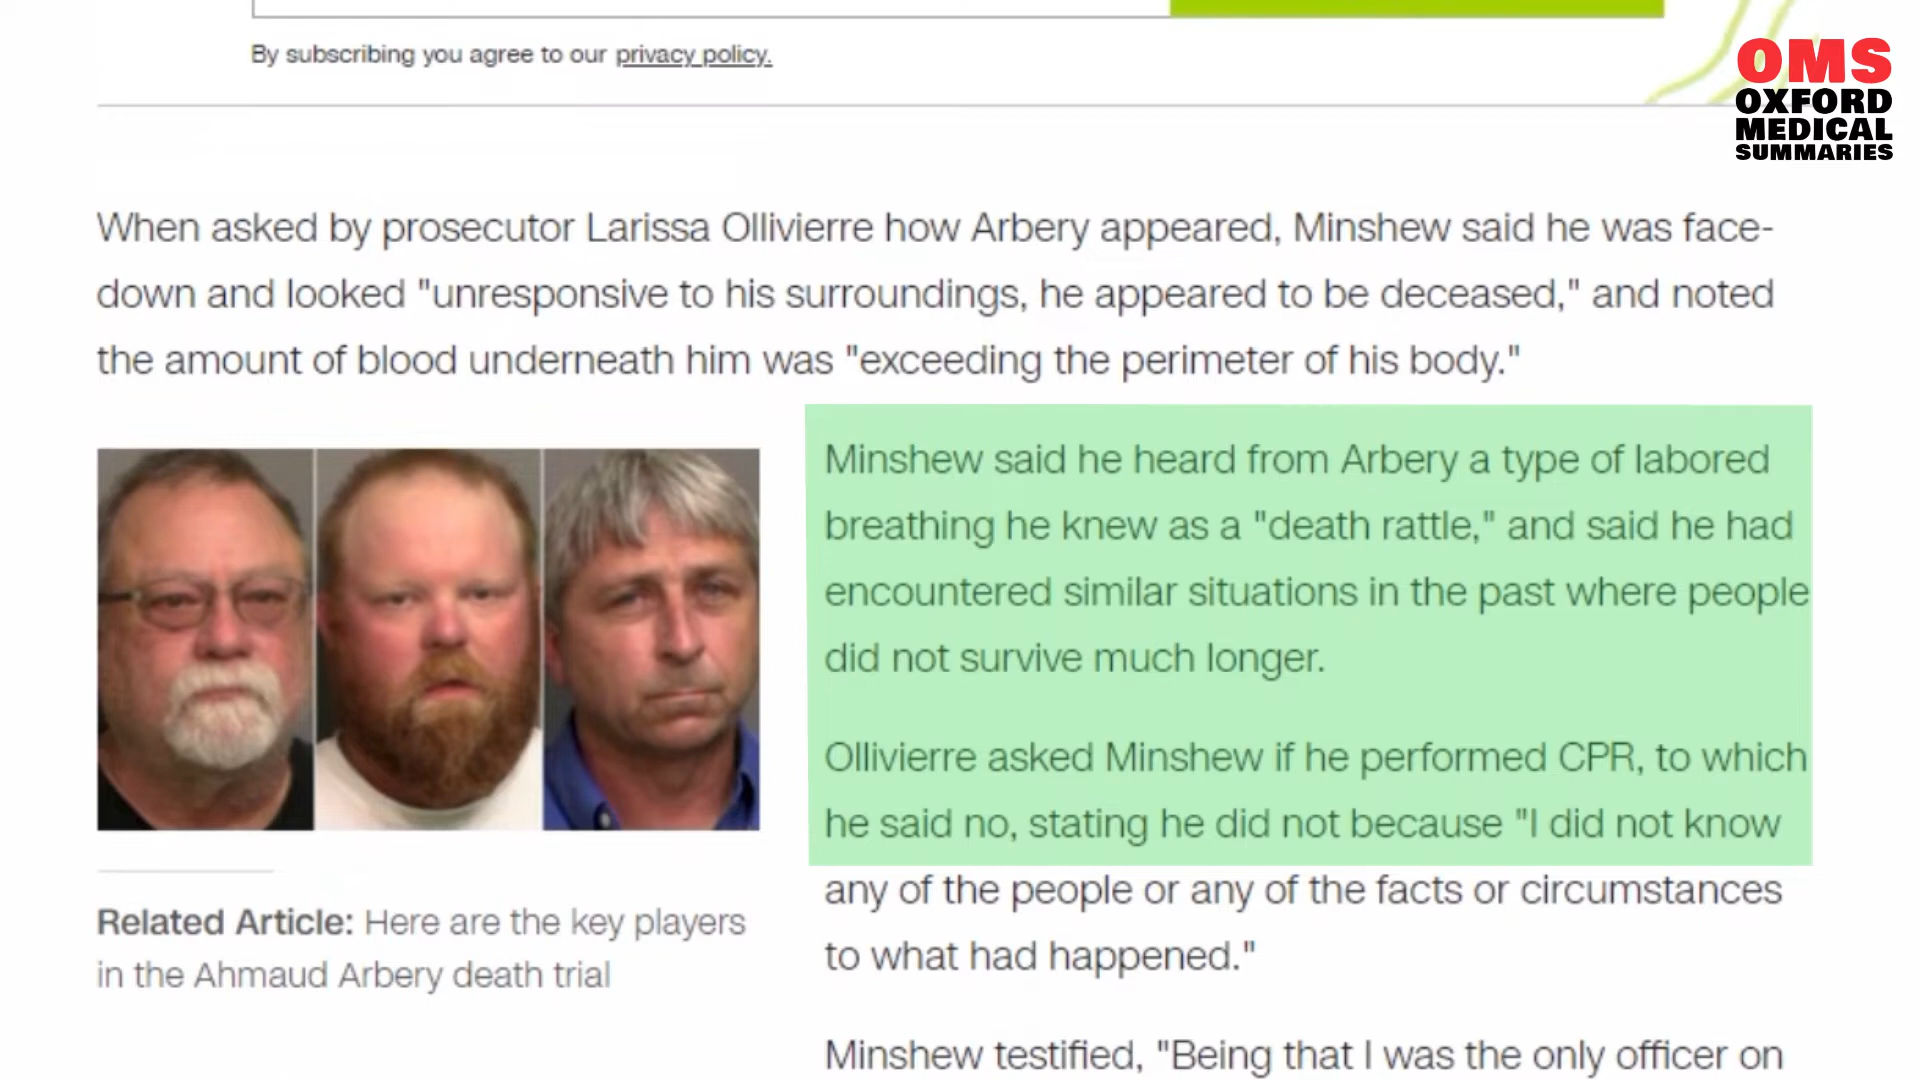 By subscribing you agree to our privacy policy.
OMS
OXFORD
MEDICAL
SUMMARIES
When asked by prosecutor Larissa Ollivierre how Arbery appeared, Minshew said he was face-
down and looked "unresponsive to his surroundings, he appeared to be deceased," and noted
the amount of blood underneath him was "exceeding the perimeter of his body."
Minshew said he heard from Arbery a type of labored
breathing he knew as a "death rattle," and said he had
encountered similar situations in the past where people
did not survive much longer.
Ollivierre asked Minshew if he performed CPR, to which
he said no, stating he did not because "I did not know
any of the people or any of the facts or circumstances
to what had happened."
Minshew testified, "Being that I was the only officer on
Related Article: Here are the key players
in the Ahmaud Arbery death trial